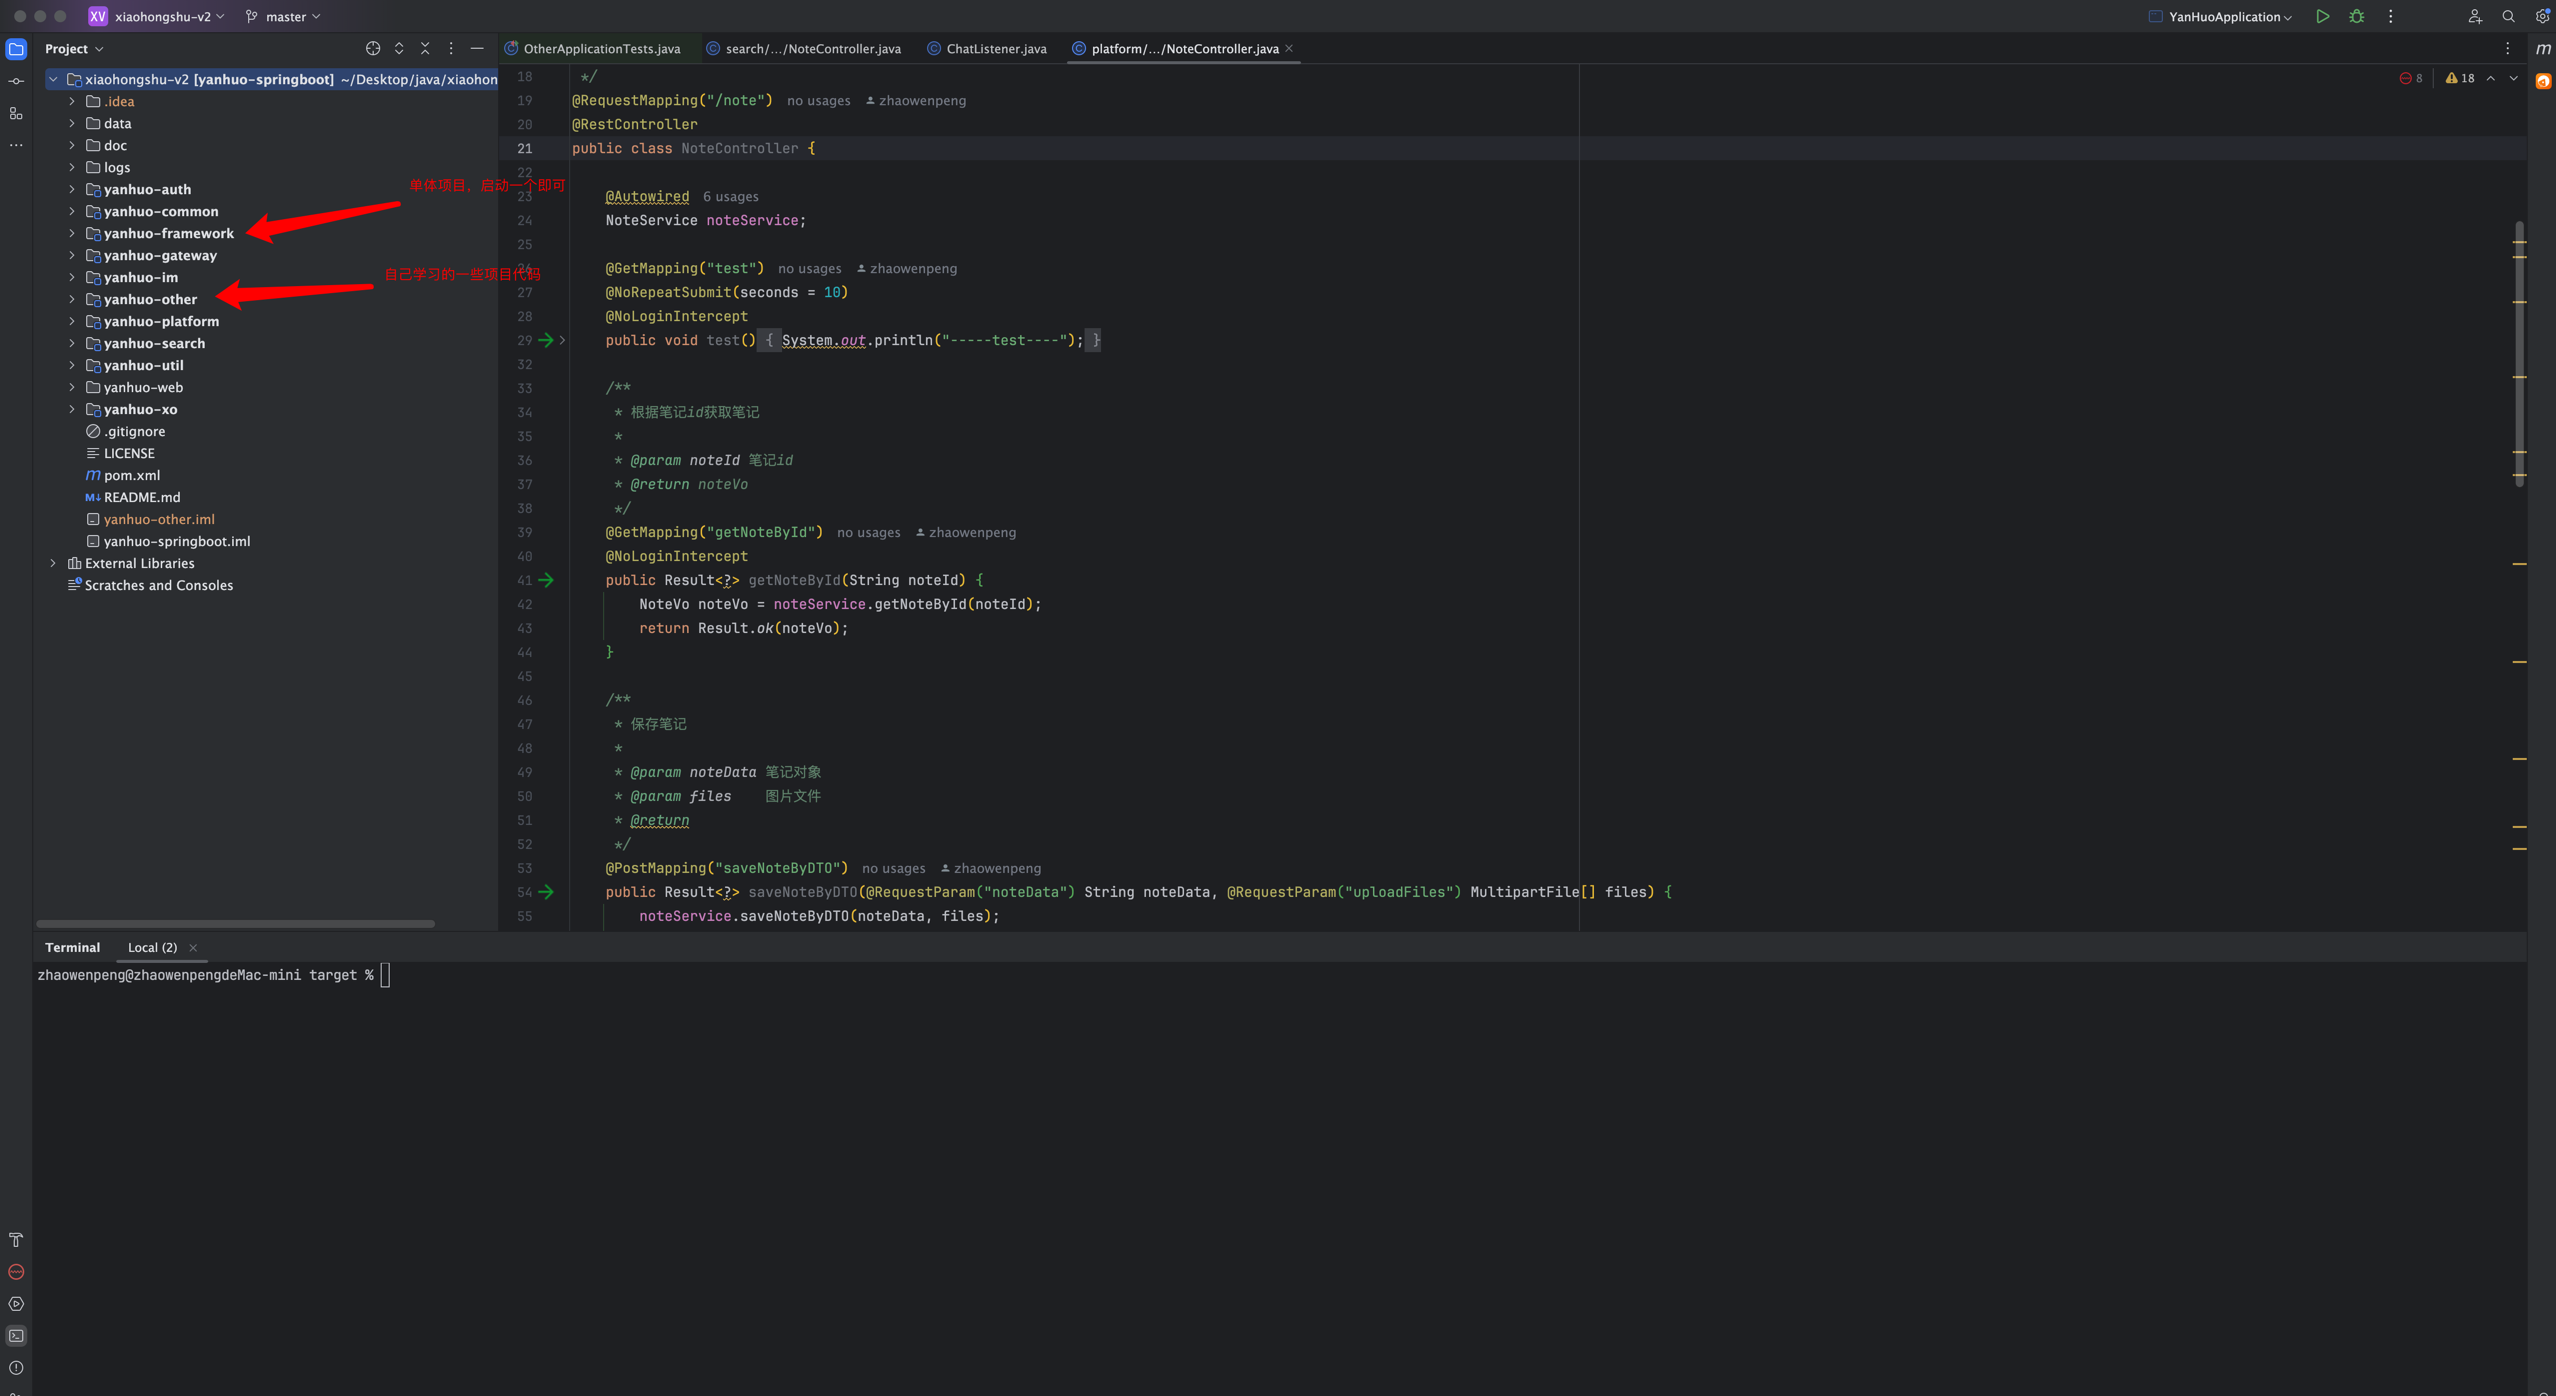 XV xiaohongshu-v2 master YanHuoApplication
Project
OtherApplicationTests.java search/.../NoteController.java ChatListener.java platform/.../NoteController.java
xiaohongshu-v2 [yanhuo-springboot] ~/Desktop/java/xiaohon
.idea
data
doc
logs
yanhuo-auth
单体项目，启动一个即可
yanhuo-common
yanhuo-framework
yanhuo-gateway
yanhuo-im
自己学习的一些项目代码
yanhuo-other
yanhuo-platform
yanhuo-search
yanhuo-util
yanhuo-web
yanhuo-xo
.gitignore
LICENSE
pom.xml
README.md
yanhuo-other.iml
yanhuo-springboot.iml
External Libraries
Scratches and Consoles
8 18
18 */
19 @RequestMapping("/note") no usages zhaowenpeng
20 @RestController
21 public class NoteController {
22
23 @Autowired 6 usages
24 NoteService noteService;
25
26 @GetMapping("test") no usages zhaowenpeng
27 @NoRepeatSubmit(seconds = 10)
28 @NoLoginIntercept
29 public void test() { System.out.println("-----test----"); }
32
33 /**
34 * 根据笔记id获取笔记
35 *
36 * @param noteId 笔记id
37 * @return noteVo
38 */
39 @GetMapping("getNoteById") no usages zhaowenpeng
40 @NoLoginIntercept
41 public Result<?> getNoteById(String noteId) {
42 NoteVo noteVo = noteService.getNoteById(noteId);
43 return Result.ok(noteVo);
44 }
45
46 /**
47 * 保存笔记
48 *
49 * @param noteData 笔记对象
50 * @param files 图片文件
51 * @return
52 */
53 @PostMapping("saveNoteByDTO") no usages zhaowenpeng
54 public Result<?> saveNoteByDTO(@RequestParam("noteData") String noteData, @RequestParam("uploadFiles") MultipartFile[] files) {
55 noteService.saveNoteByDTO(noteData, files);
Terminal Local (2)
zhaowenpeng@zhaowenpengdeMac-mini target %